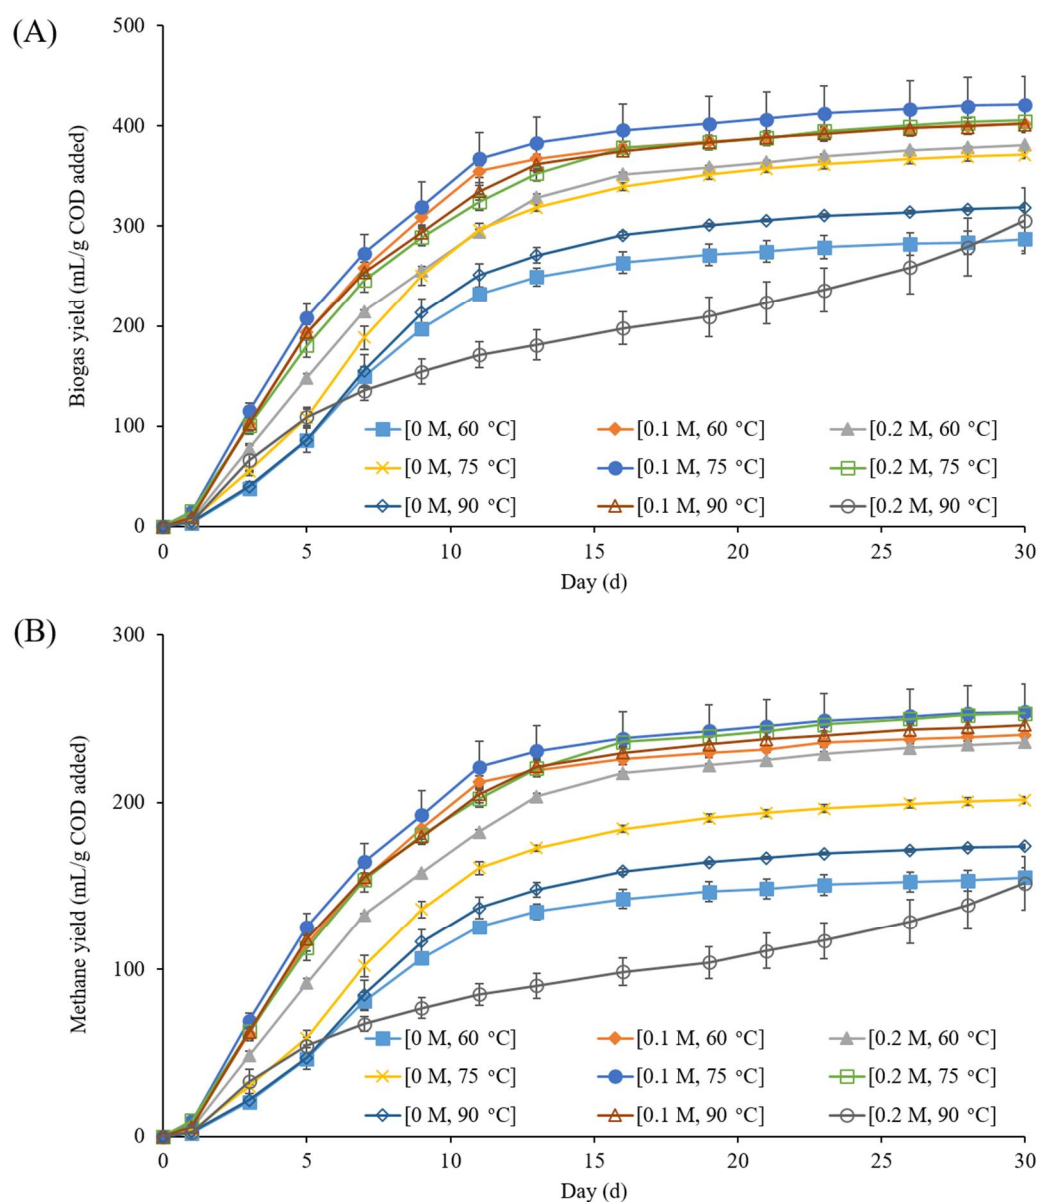 (A)
500
400
300
200
100
0
Biogas yield (mL/g COD added)
[0 M, 60 °C] [0.1 M, 60 °C] [0.2 M, 60 °C]
[0 M, 75 °C] [0.1 M, 75 °C] [0.2 M, 75 °C]
[0 M, 90 °C] [0.1 M, 90 °C] [0.2 M, 90 °C]
0 5 10 15 20 25 30
Day (d)
(B)
300
200
100
0
Methane yield (mL/g COD added)
[0 M, 60 °C] [0.1 M, 60 °C] [0.2 M, 60 °C]
[0 M, 75 °C] [0.1 M, 75 °C] [0.2 M, 75 °C]
[0 M, 90 °C] [0.1 M, 90 °C] [0.2 M, 90 °C]
0 5 10 15 20 25 30
Day (d)